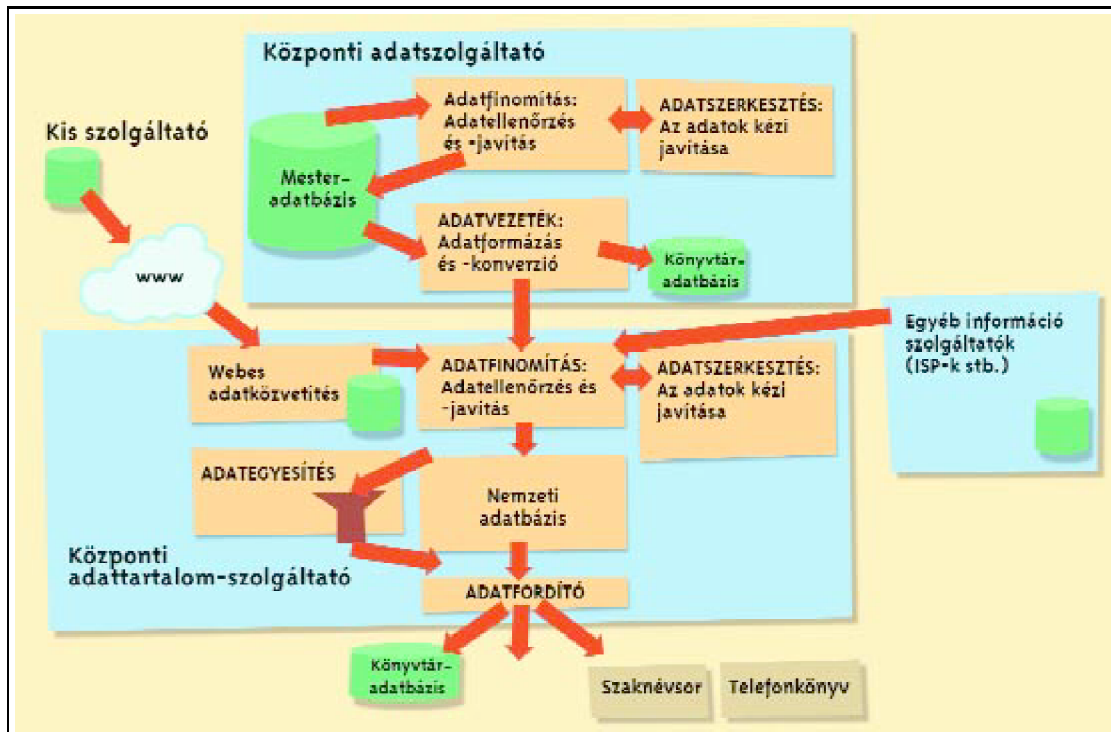 Központi adatszolgáltató
Adatfinomítás:
Adatellenőrzés
és -javítás
ADATSZERKESZTÉS:
Az adatok kézi
javítása
Kis szolgáltató
Mester-
adatbázis
ADATVEZETÉK:
Adatformázás
és -konverzió
Könyvtár-
adatbázis
www
Egyéb információ
szolgáltatók
(ISP-k stb.)
Webes
adatközvetítés
ADATFINOMÍTÁS:
Adatellenőrzés és
-javítás
ADATSZERKESZTÉS:
Az adatok kézi
javítása
ADATEGYESÍTÉS
Nemzeti
adatbázis
Központi
adattartalom-szolgáltató
ADATFORDÍTÓ
Könyvtár-
adatbázis
Szaknévsor
Telefonkönyv